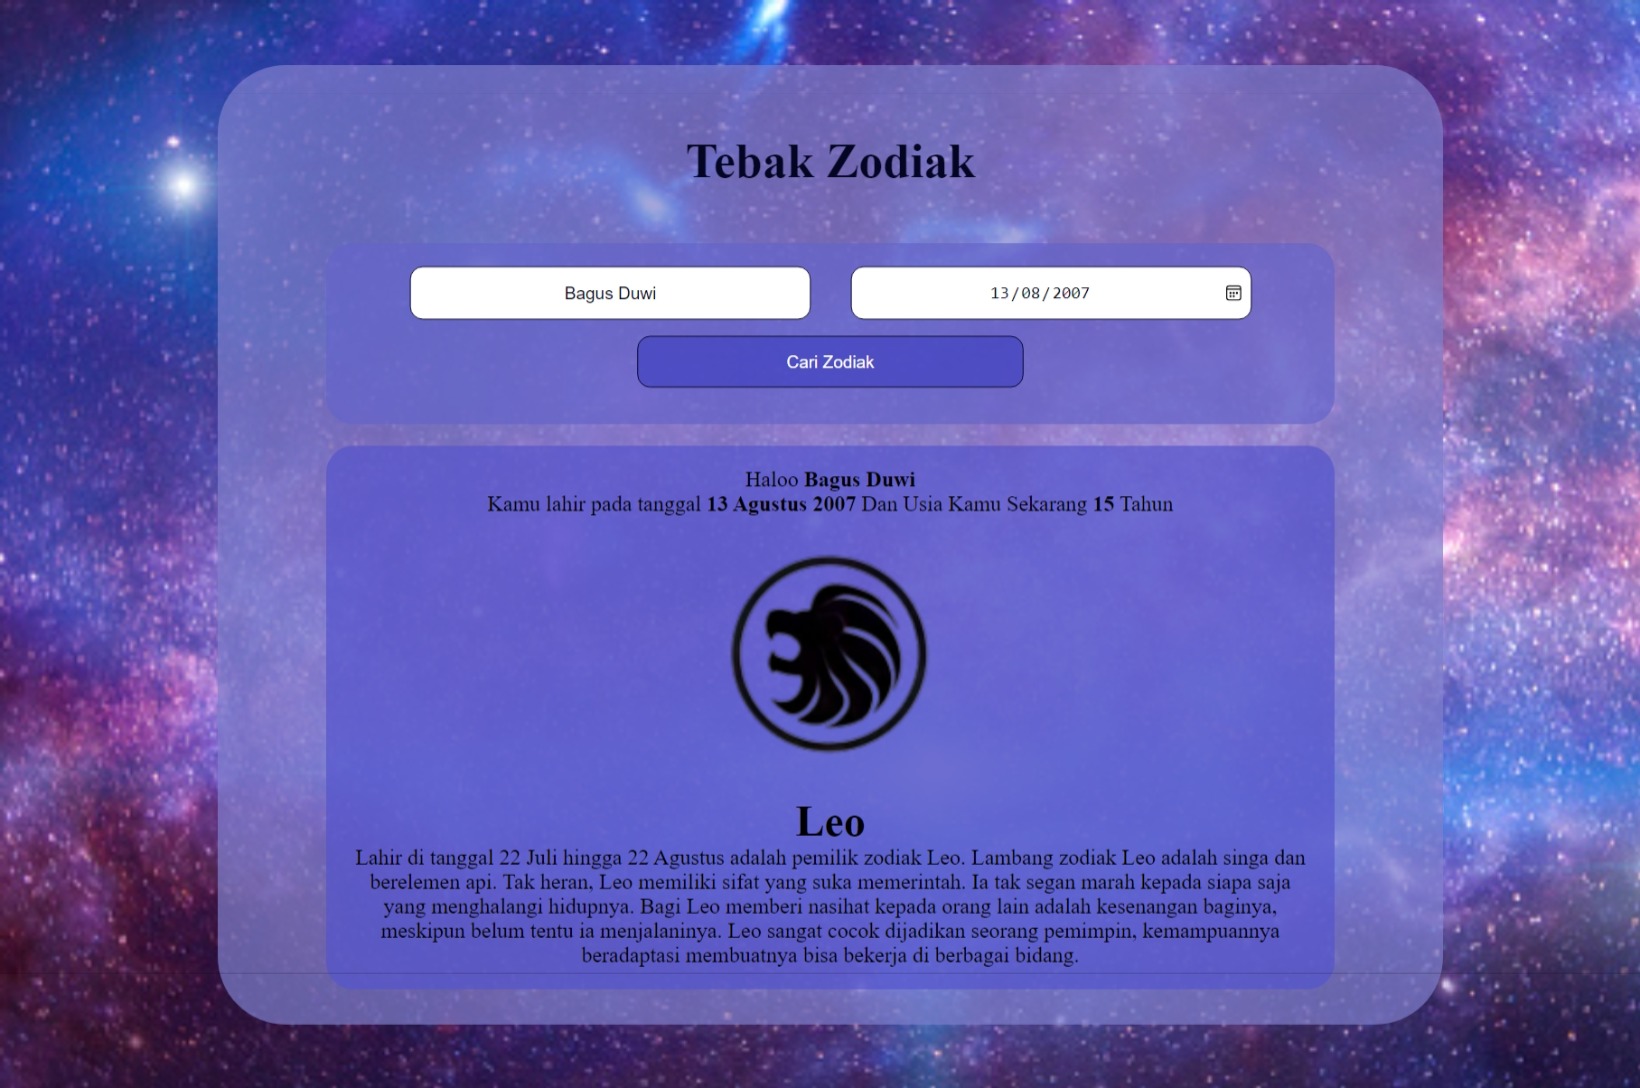 Tebak Zodiak
Bagus Duwi
13/08/2007
Cari Zodiak
Haloo Bagus Duwi
Kamu lahir pada tanggal 13 Agustus 2007 Dan Usia Kamu Sekarang 15 Tahun
Leo
Lahir di tanggal 22 Juli hingga 22 Agustus adalah pemilik zodiak Leo. Lambang zodiak Leo adalah singa dan
berelemen api. Tak heran, Leo memiliki sifat yang suka memerintah. Ia tak segan marah kepada siapa saja
yang menghalangi hidupnya. Bagi Leo memberi nasihat kepada orang lain adalah kesenangan baginya,
meskipun belum tentu ia menjalaninya. Leo sangat cocok dijadikan seorang pemimpin, kemampuannya
beradaptasi membuatnya bisa bekerja di berbagai bidang.